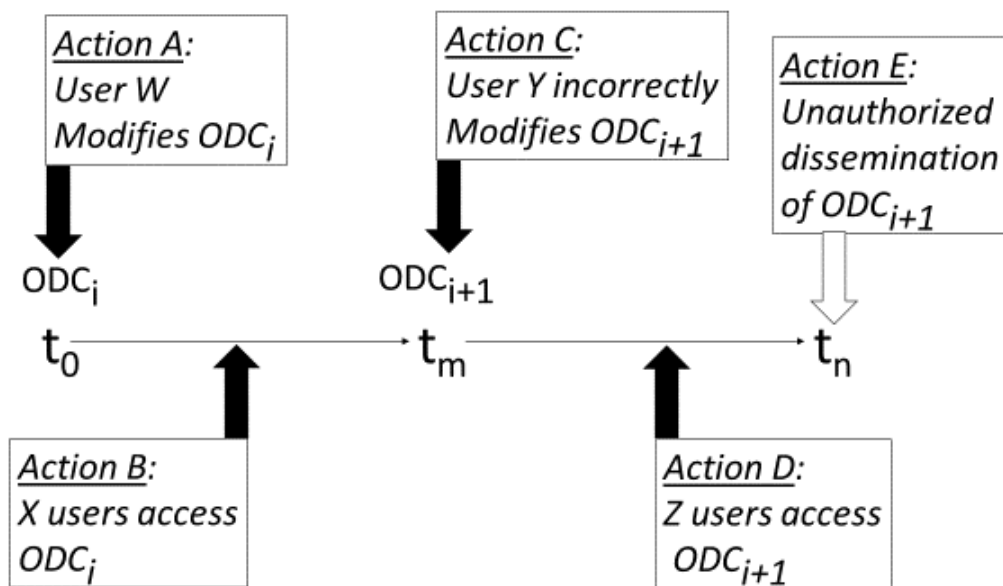 Action A:
User W
Modifies ODCi
Action C:
User Y incorrectly
Modifies ODCi+1
Action E:
Unauthorized
dissemination
of ODCi+1
ODCi
ODCi+1
t0
tm
tn
Action B:
X users access
ODCi
Action D:
Z users access
ODCi+1